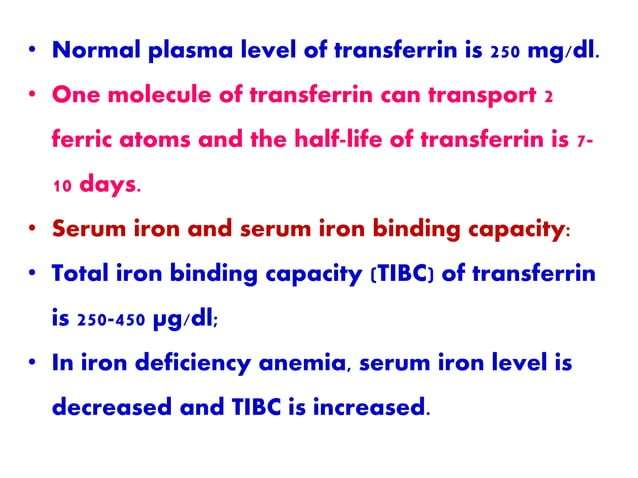 • Normal plasma level of transferrin is 250 mg/dl.
• One molecule of transferrin can transport 2
ferric atoms and the half-life of transferrin is 7-
10 days.
• Serum iron and serum iron binding capacity:
• Total iron binding capacity (TIBC) of transferrin
is 250-450 µg/dl;
• In iron deficiency anemia, serum iron level is
decreased and TIBC is increased.